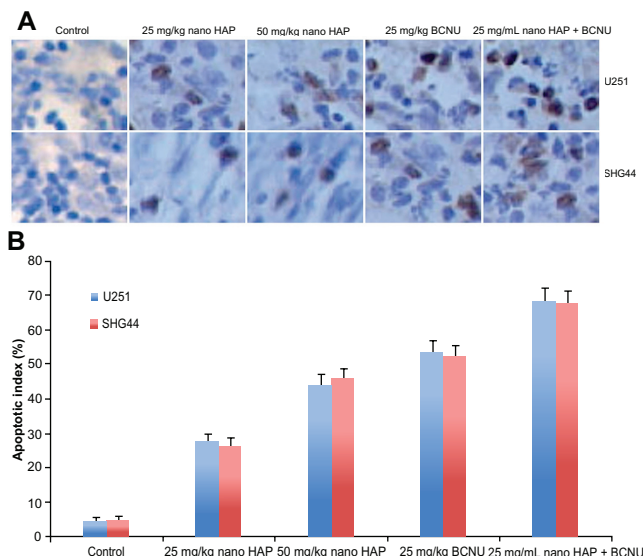 A
Control 25 mg/kg nano HAP 50 mg/kg nano HAP 25 mg/kg BCNU 25 mg/mL nano HAP + BCNU
U251
SHG44
B
80
70
60
50
40
30
20
10
0
Apoptotic index (%)
U251
SHG44
Control 25 mg/kg nano HAP 50 mg/kg nano HAP 25 mg/kg BCNU 25 mg/mL nano HAP + BCNU